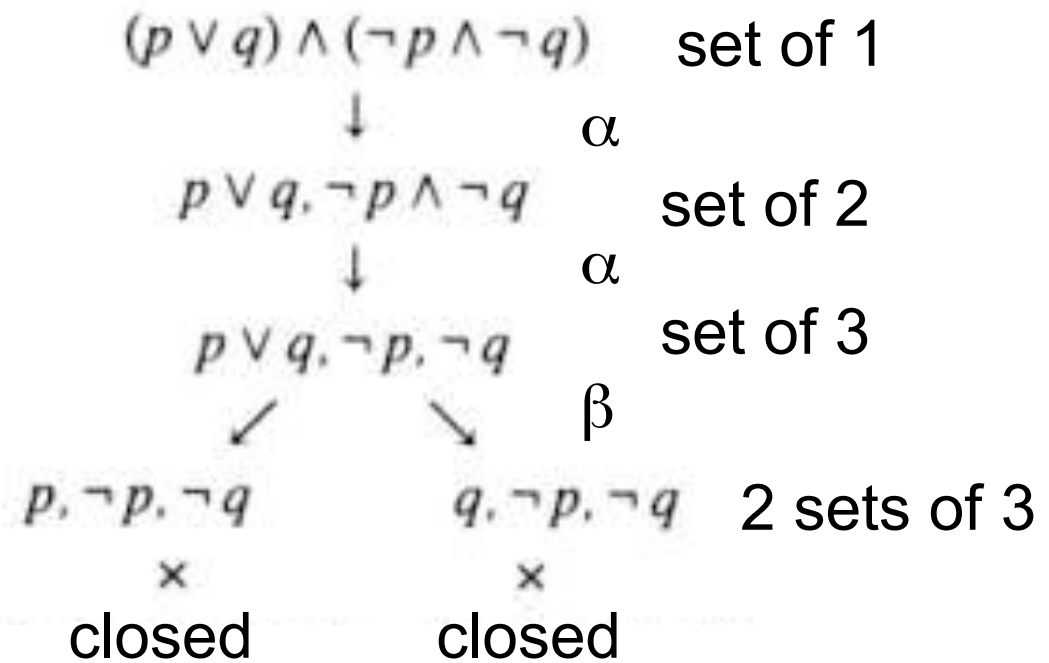 (p ∨ q) ∧ (¬p ∧ ¬q) set of 1
↓ α
p ∨ q, ¬p ∧ ¬q set of 2
↓ α
p ∨ q, ¬p, ¬q set of 3
↙ ↘ β
p, ¬p, ¬q q, ¬p, ¬q 2 sets of 3
× ×
closed closed